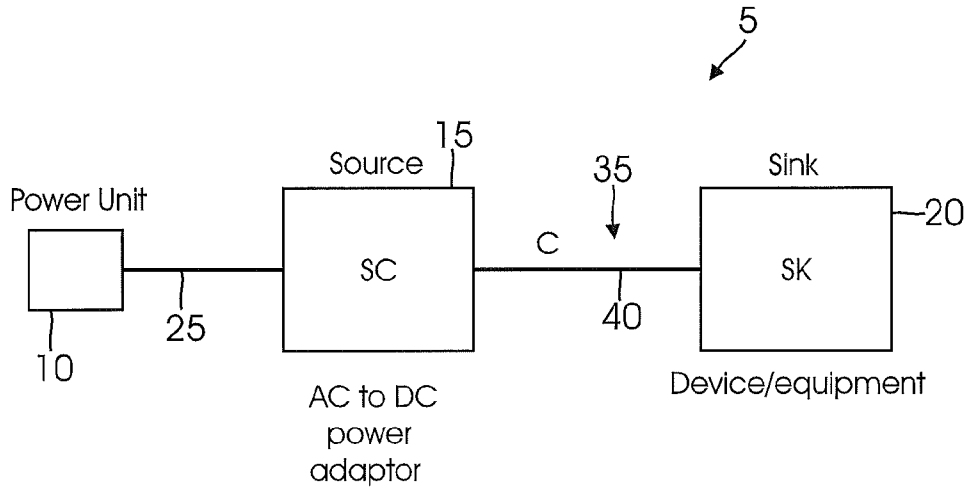 5
15
Source
35
Sink
Power Unit
20
C
SC
SK
25
40
10
Device/equipment
AC to DC
power
adaptor